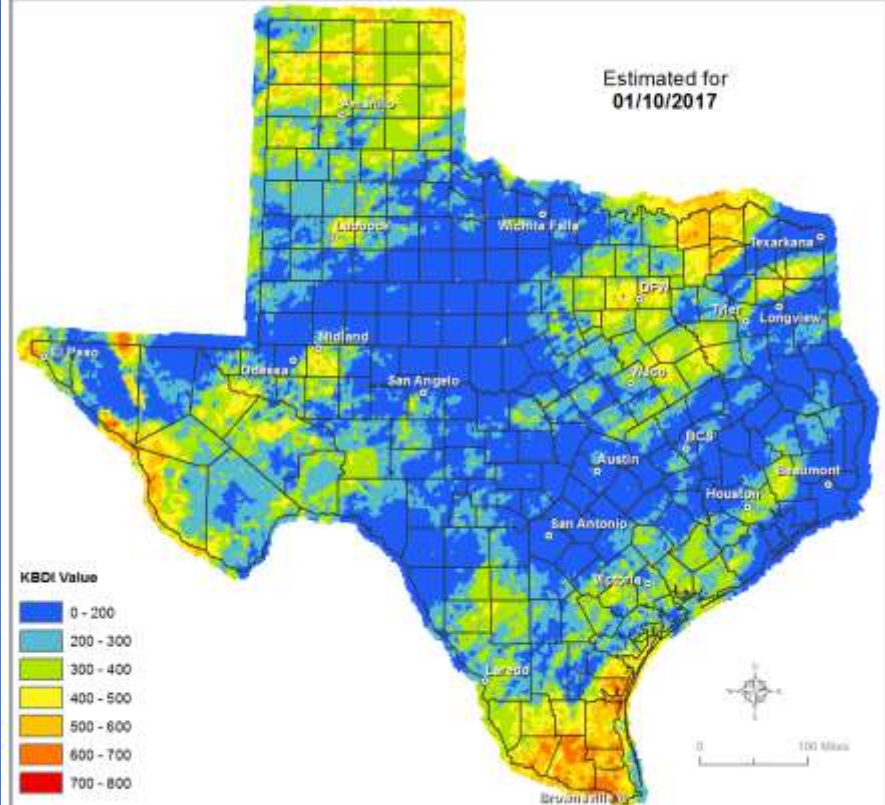 Estimated for
01/10/2017
Amarillo
Lubbock
Wichita Falls
Texarkana
DFW
Tyler
Longview
El Paso
Midland
Odessa
San Angelo
Waco
BCS
Austin
Beaumont
Houston
San Antonio
Victoria
Laredo
Brownsville
KBDI Value
0 - 200
200 - 300
300 - 400
400 - 500
500 - 600
600 - 700
700 - 800
0 100 Miles